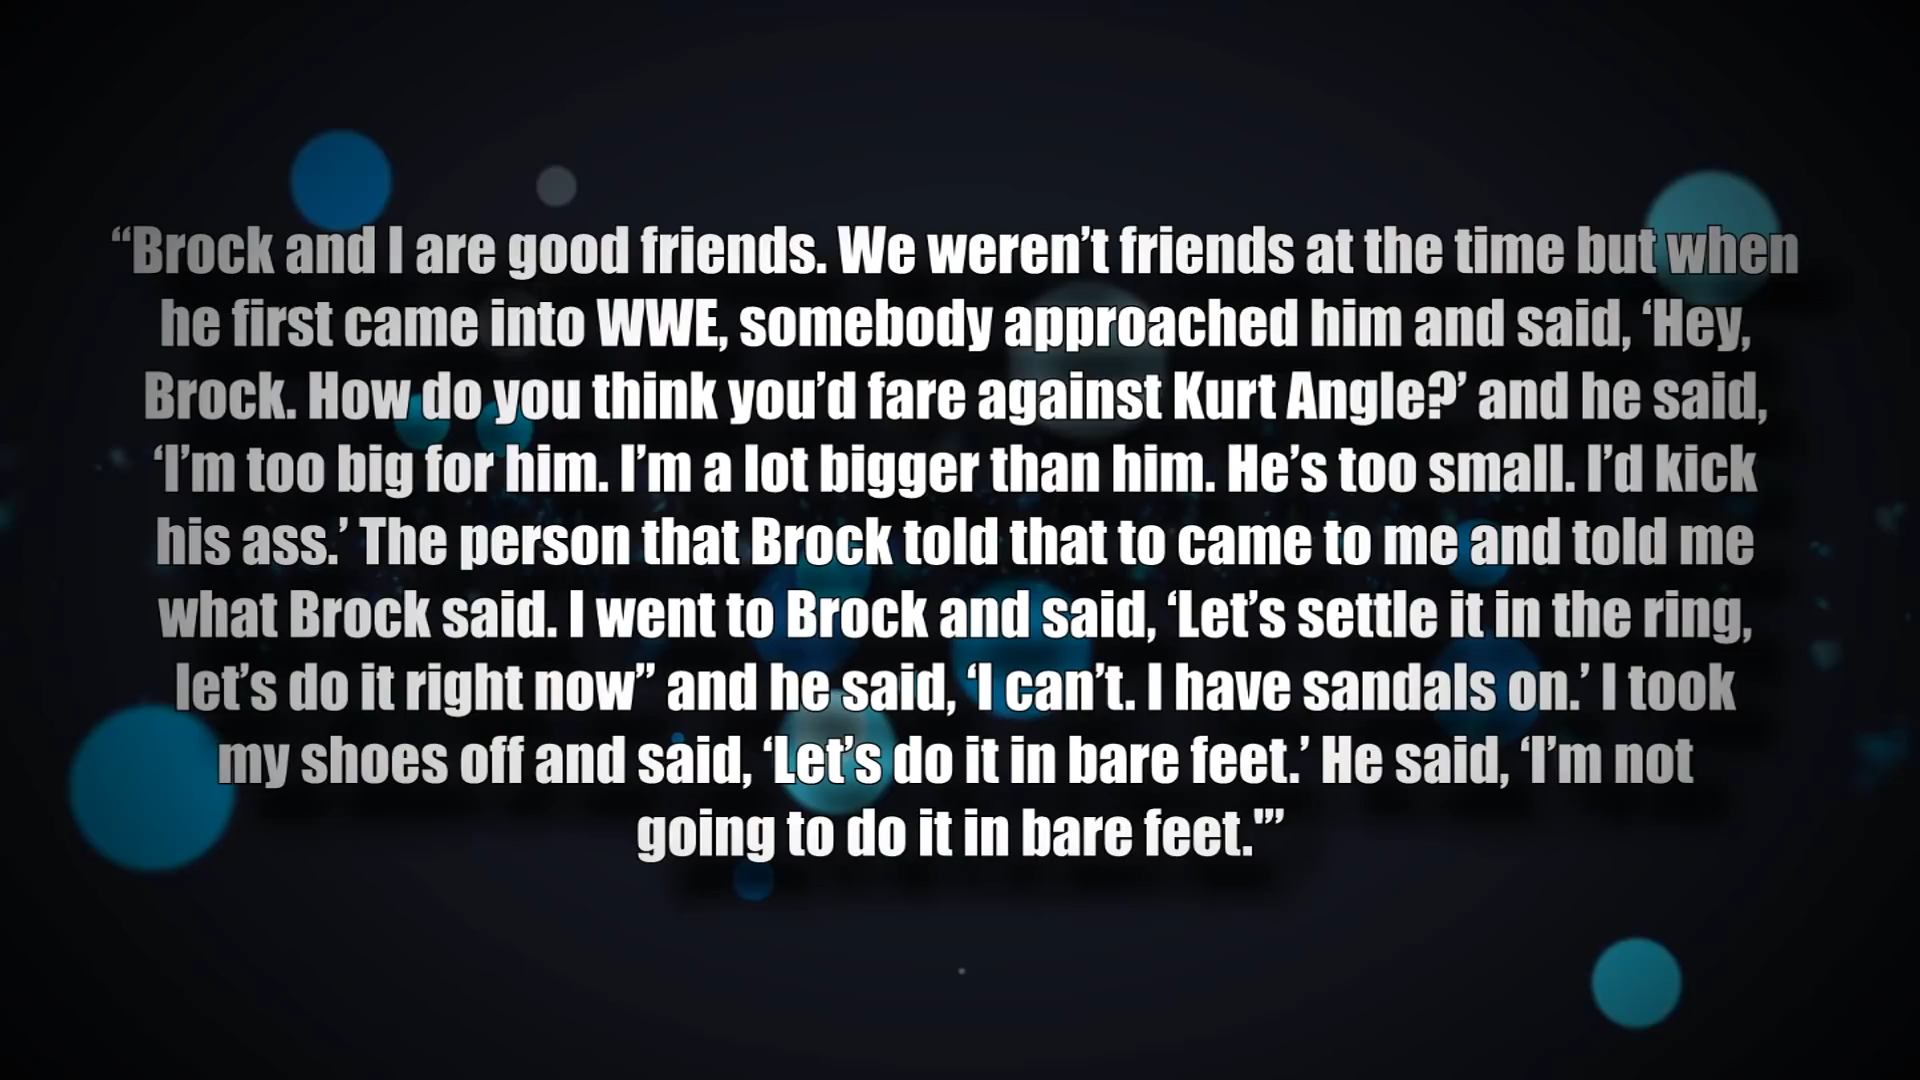 “Brock and I are good friends. We weren’t friends at the time but when
he first came into WWE, somebody approached him and said, ‘Hey,
Brock. How do you think you’d fare against Kurt Angle?’ and he said,
‘I’m too big for him. I’m a lot bigger than him. He’s too small. I’d kick
his ass.’ The person that Brock told that to came to me and told me
what Brock said. I went to Brock and said, ‘Let’s settle it in the ring,
let’s do it right now” and he said, ‘I can’t. I have sandals on.’ I took
my shoes off and said, ‘Let’s do it in bare feet.’ He said, ‘I’m not
going to do it in bare feet.'”